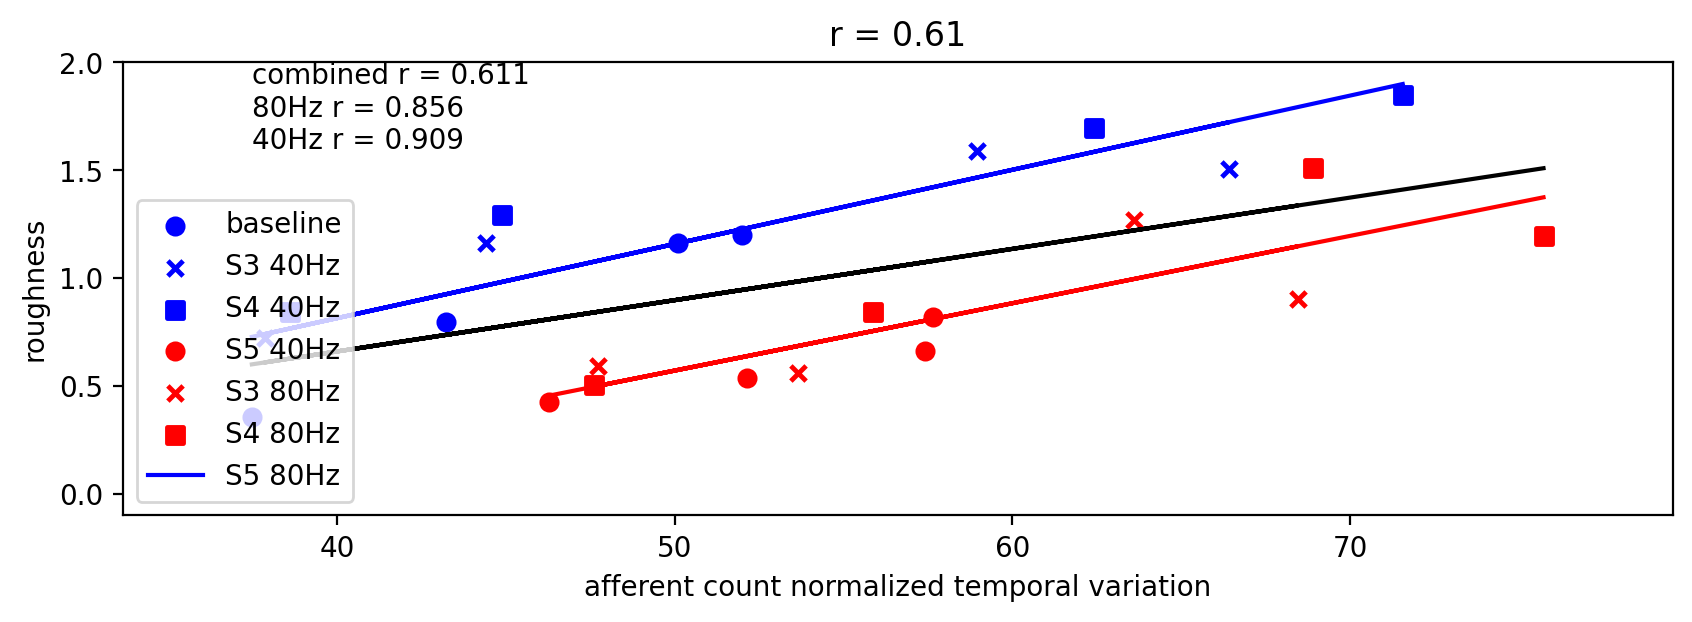 r = 0.61
combined r = 0.611
80Hz r = 0.856
40Hz r = 0.909
2.0
1.5
1.0
0.5
0.0
roughness
baseline
S3 40Hz
S4 40Hz
S5 40Hz
S3 80Hz
S4 80Hz
S5 80Hz
40
50
60
70
afferent count normalized temporal variation